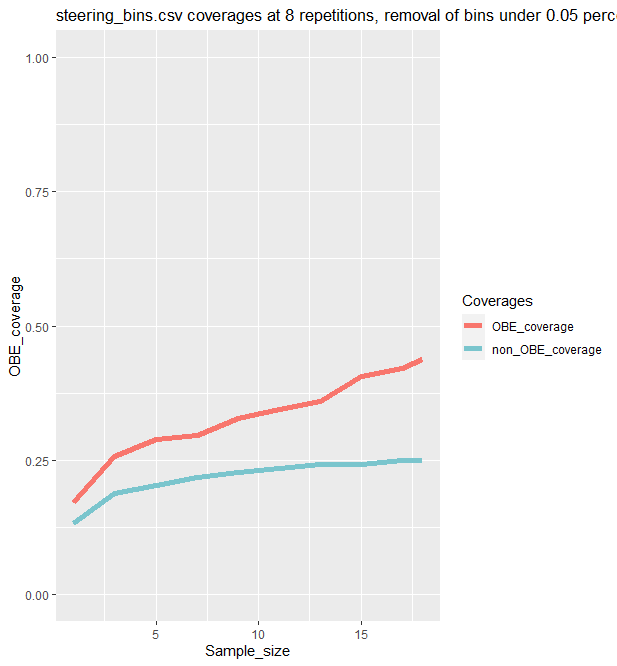 steering_bins.csv coverages at 8 repetitions, removal of bins under 0.05
1.00
0.75
0.50
0.25
0.00
OBE_coverage
5 10 15
Sample_size
Coverages
OBE_coverage
non_OBE_coverage